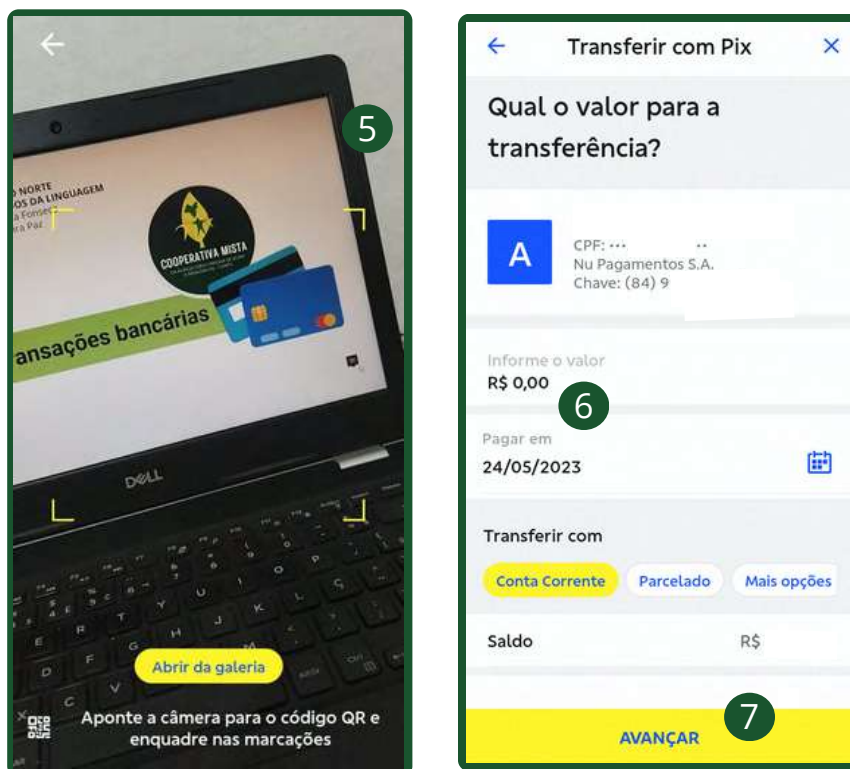 5
NORTE
OS DA LINGUAGEM
a Fonseca
ra Paz
COOPERATIVA MISTA
ansações bancárias
DELL
Abrir da galeria
Aponte a câmera para o código QR e
enquadre nas marcações
Transferir com Pix
Qual o valor para a
transferência?
A
CPF: ••• ••
Nu Pagamentos S.A.
Chave: (84) 9
Informe o valor
R$ 0,00
6
Pagar em
24/05/2023
Transferir com
Conta Corrente Parcelado Mais opções
Saldo R$
7
AVANÇAR